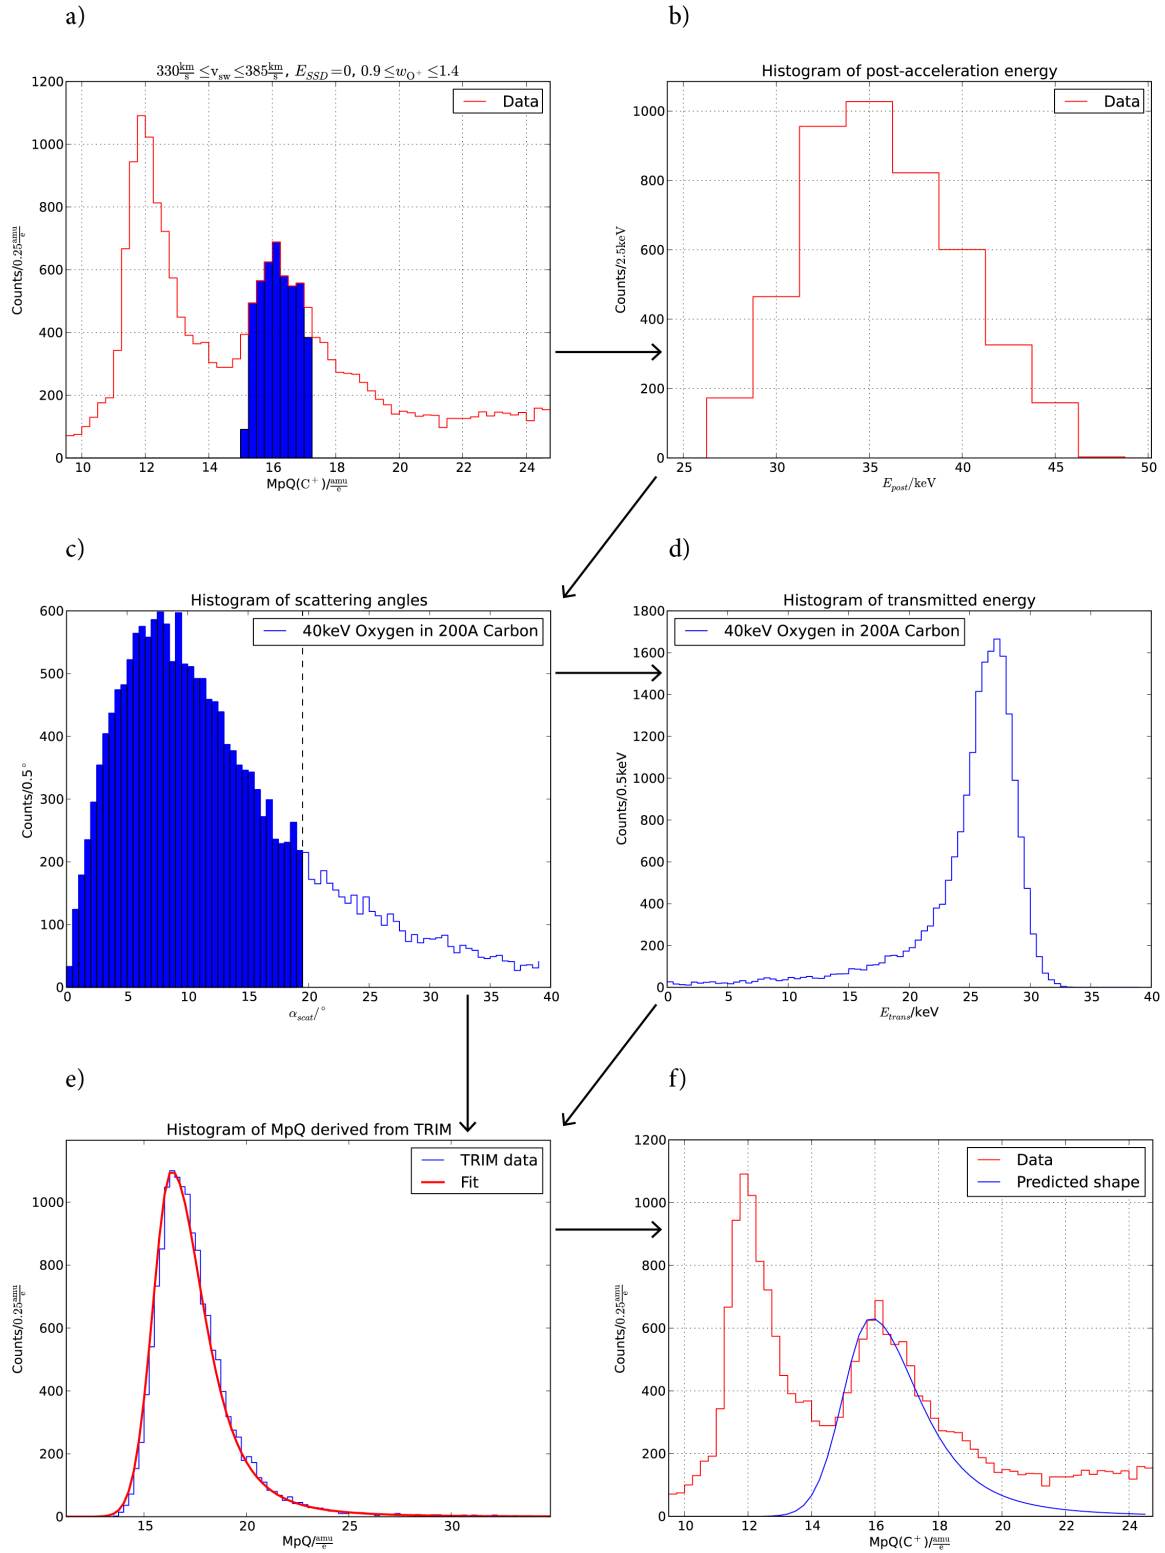 a)
330 km/s ≤ v_sw ≤ 385 km/s, E_SSD = 0, 0.9 ≤ w_O+ ≤ 1.4
Data
Counts/0.25 amu/e
0
200
400
600
800
1000
1200
10 12 14 16 18 20 22 24
MpQ(C+)/amu/e
b)
Histogram of post-acceleration energy
Data
Counts/2.5keV
0
200
400
600
800
1000
25 30 35 40 45 50
E_post/keV
c)
Histogram of scattering angles
40keV Oxygen in 200A Carbon
Counts/0.5°
0
100
200
300
400
500
600
0 5 10 15 20 25 30 35 40
α_scat/°
d)
Histogram of transmitted energy
40keV Oxygen in 200A Carbon
Counts/0.5keV
0
200
400
600
800
1000
1200
1400
1600
1800
0 5 10 15 20 25 30 35 40
E_trans/keV
e)
Histogram of MpQ derived from TRIM
TRIM data
Fit
Counts/0.25 amu/e
0
200
400
600
800
1000
15 20 25 30
MpQ/amu/e
f)
Data
Predicted shape
Counts/0.25 amu/e
0
200
400
600
800
1000
1200
10 12 14 16 18 20 22 24
MpQ(C+)/amu/e